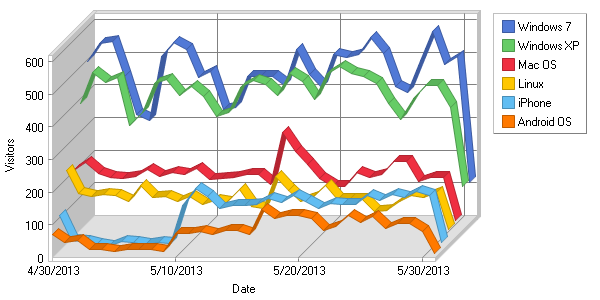 Windows 7
Windows XP
Mac OS
Linux
iPhone
Android OS
600
500
400
300
200
100
0
Visitors
4/30/2013 5/10/2013 5/20/2013 5/30/2013
Date